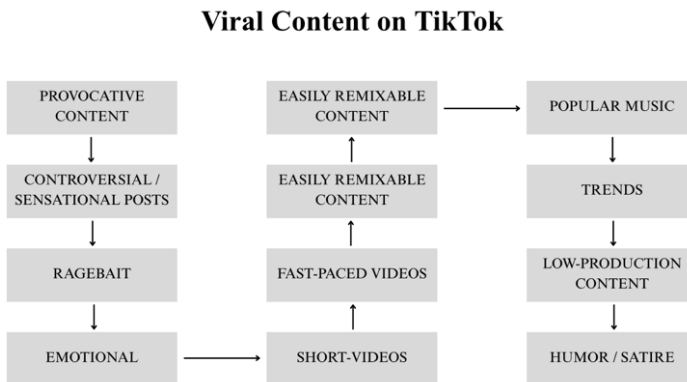 Viral Content on TikTok
PROVOCATIVE
CONTENT
CONTROVERSIAL /
SENSATIONAL POSTS
RAGEBAIT
EMOTIONAL
SHORT-VIDEOS
FAST-PACED VIDEOS
EASILY REMIXABLE
CONTENT
EASILY REMIXABLE
CONTENT
POPULAR MUSIC
TRENDS
LOW-PRODUCTION
CONTENT
HUMOR / SATIRE